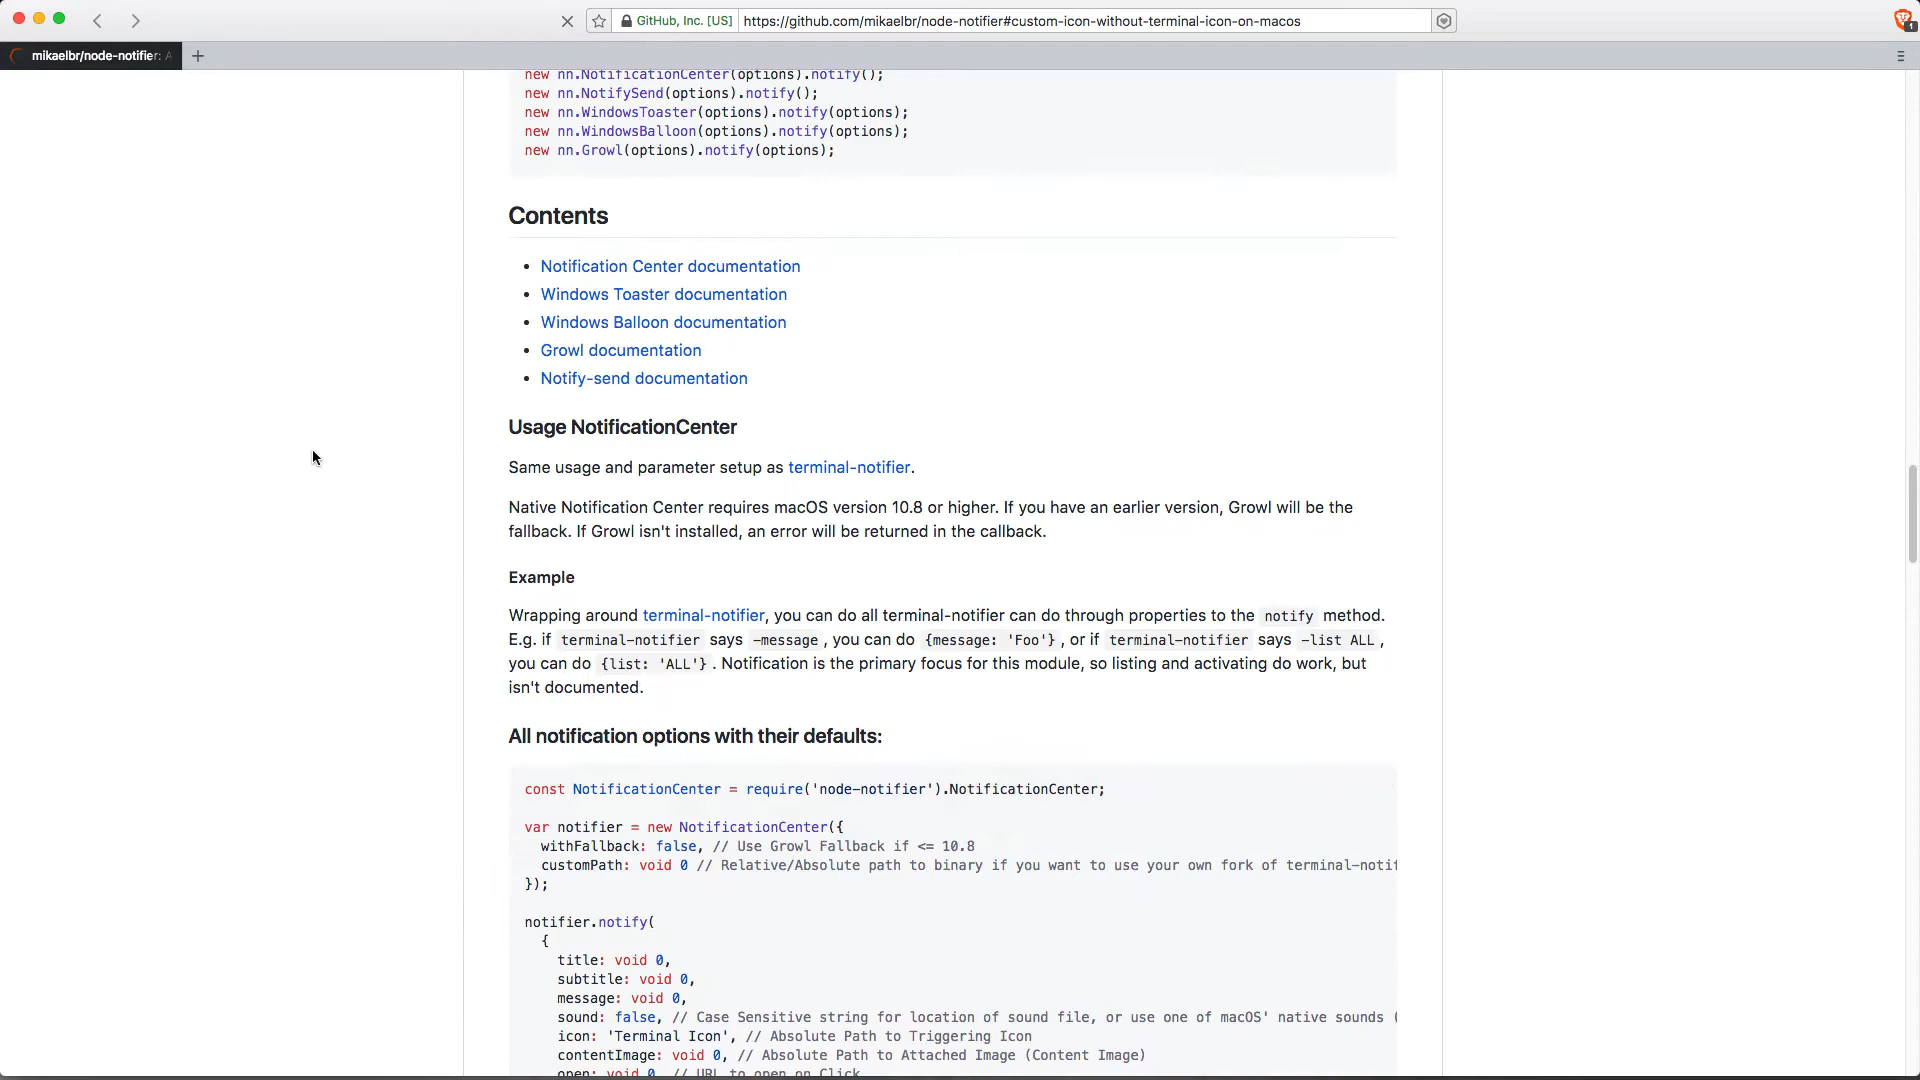 GitHub, Inc. [US]
https://github.com/mikaelbr/node-notifier#custom-icon-without-terminal-icon-on-macos
1
mikaelbr/node-notifier: A
new nn.NotificationCenter(options).notify();
new nn.NotifySend(options).notify();
new nn.WindowsToaster(options).notify(options);
new nn.WindowsBalloon(options).notify(options);
new nn.Growl(options).notify(options);
Contents
• Notification Center documentation
• Windows Toaster documentation
• Windows Balloon documentation
• Growl documentation
• Notify-send documentation
Usage NotificationCenter
Same usage and parameter setup as terminal-notifier.
Native Notification Center requires macOS version 10.8 or higher. If you have an earlier version, Growl will be the
fallback. If Growl isn't installed, an error will be returned in the callback.
Example
Wrapping around terminal-notifier, you can do all terminal-notifier can do through properties to the notify method.
E.g. if terminal-notifier says -message, you can do {message: 'Foo'}, or if terminal-notifier says -list ALL,
you can do {list: 'ALL'}. Notification is the primary focus for this module, so listing and activating do work, but
isn't documented.
All notification options with their defaults:
const NotificationCenter = require('node-notifier').NotificationCenter;
var notifier = new NotificationCenter({
withFallback: false, // Use Growl Fallback if <= 10.8
customPath: void 0 // Relative/Absolute path to binary if you want to use your own fork of terminal-notif
});
notifier.notify(
{
title: void 0,
subtitle: void 0,
message: void 0,
sound: false, // Case Sensitive string for location of sound file, or use one of macOS' native sounds (
icon: 'Terminal Icon', // Absolute Path to Triggering Icon
contentImage: void 0, // Absolute Path to Attached Image (Content Image)
open: void 0, // URL to open on Click